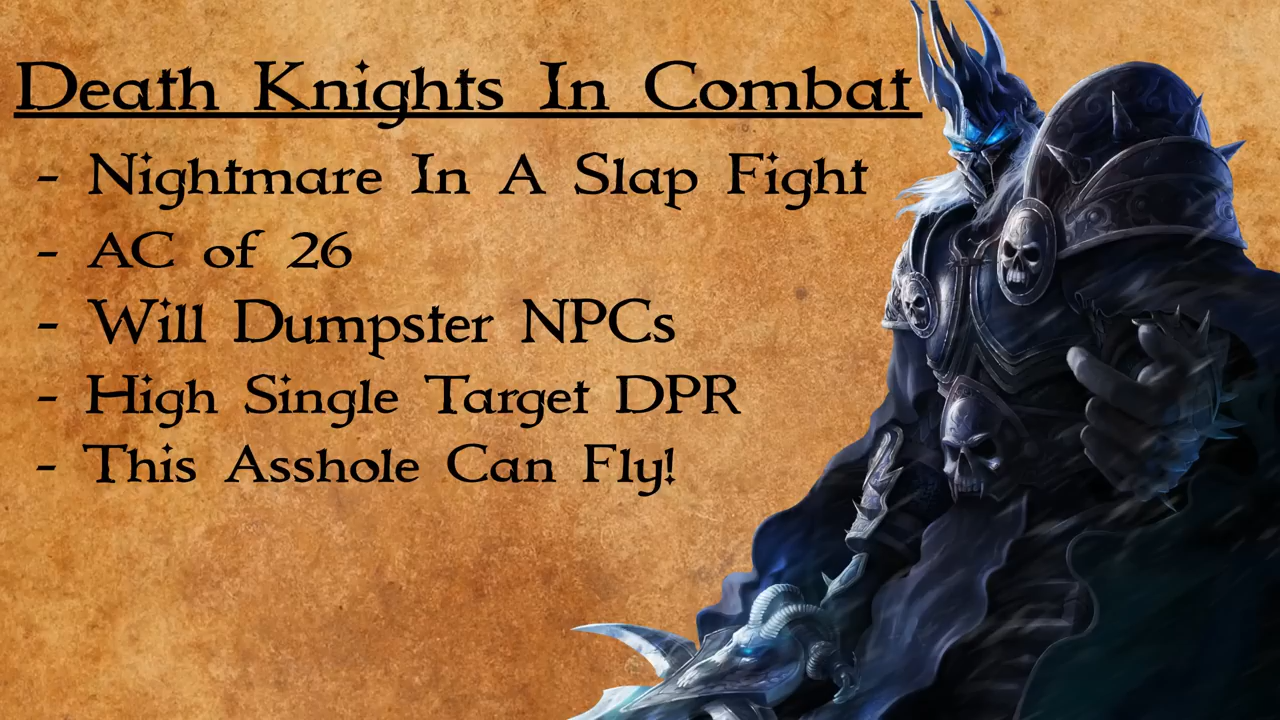 Death Knights In Combat
- Nightmare In A Slap Fight
- AC of 26
- Will Dumpster NPCs
- High Single Target DPR
- This Asshole Can Fly!